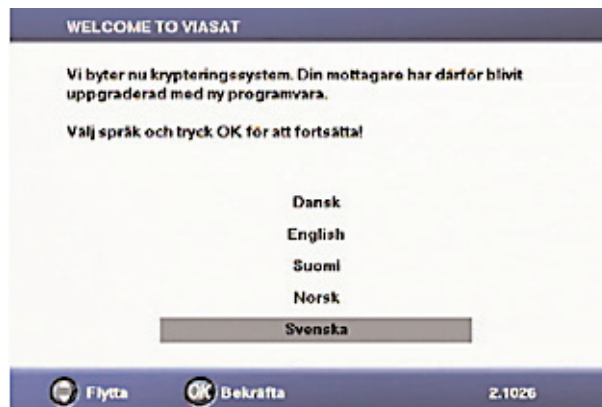 WELCOME TO VIASAT
Vi byter nu krypteringssystem. Din mottagare har därför blivit
uppgraderad med ny programvara.
Välj språk och tryck OK för att fortsätta!
Dansk
English
Suomi
Norsk
Svenska
Flytta OK Bekräfta 2.1026